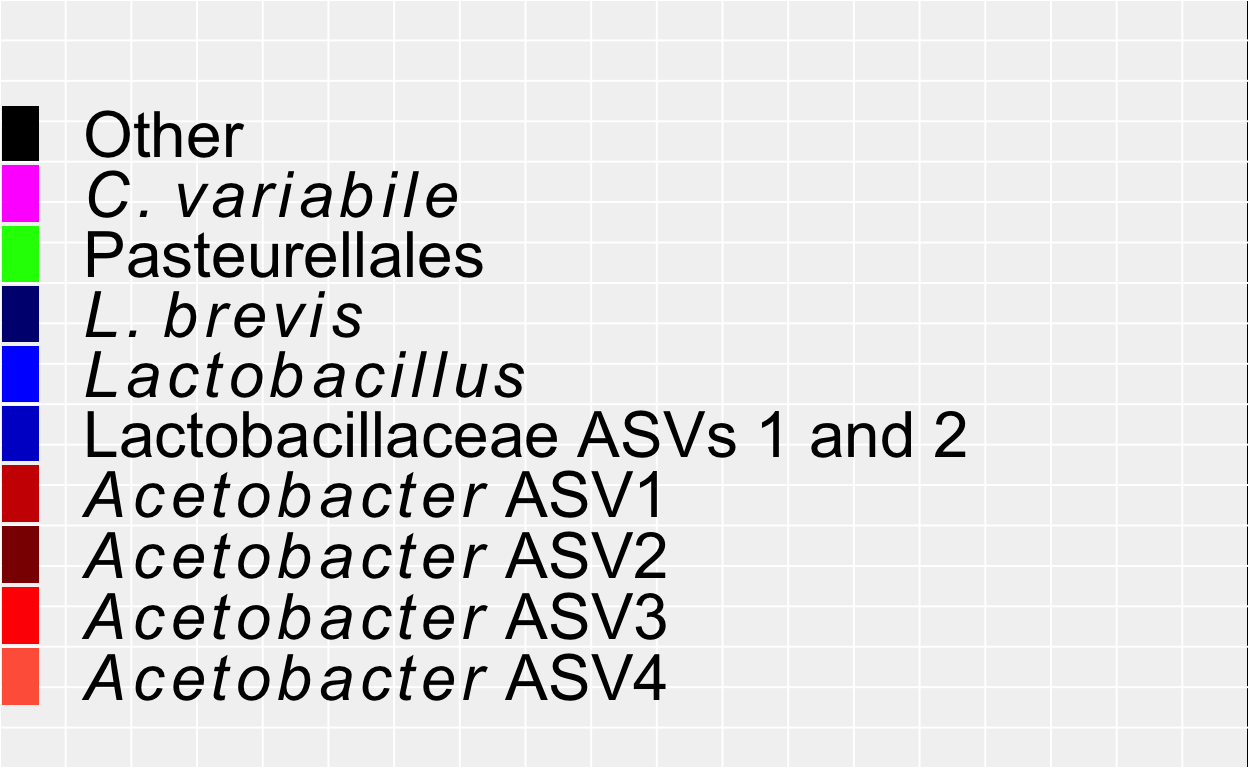 Other
C. variabile
Pasteurellales
L. brevis
Lactobacillus
Lactobacillaceae ASVs 1 and 2
Acetobacter ASV1
Acetobacter ASV2
Acetobacter ASV3
Acetobacter ASV4